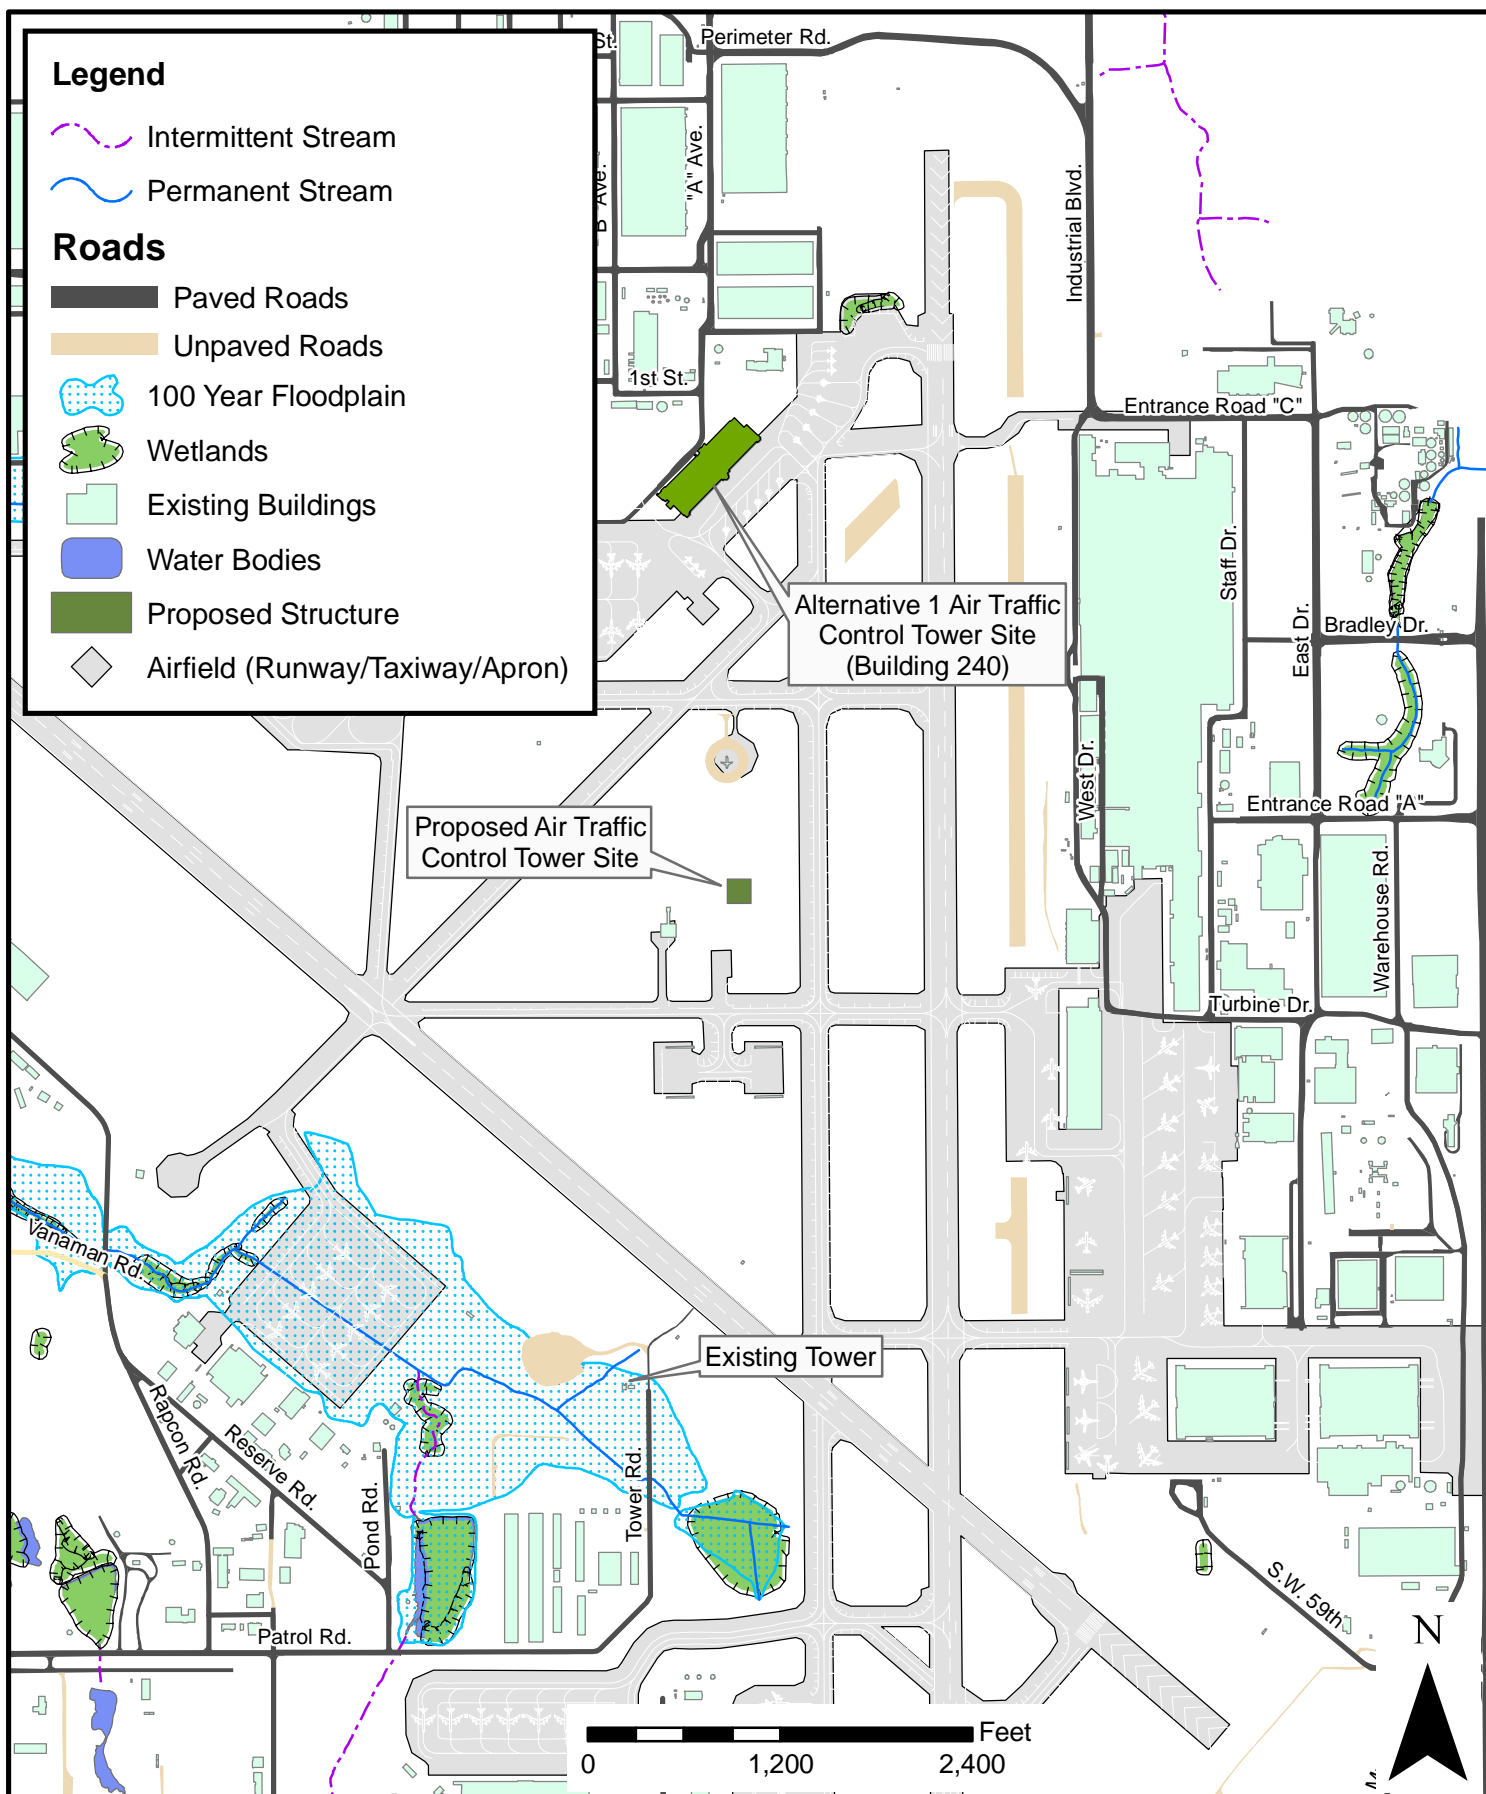 Legend
Intermittent Stream
Permanent Stream
Roads
Paved Roads
Unpaved Roads
100 Year Floodplain
Wetlands
Existing Buildings
Water Bodies
Proposed Structure
Airfield (Runway/Taxiway/Apron)
St.
Perimeter Rd.
"A" Ave.
B" Ave.
Industrial Blvd.
1st St.
Entrance Road "C"
Staff Dr.
East Dr.
Bradley Dr.
Alternative 1 Air Traffic
Control Tower Site
(Building 240)
West Dr.
Entrance Road "A"
Proposed Air Traffic
Control Tower Site
Warehouse Rd.
Turbine Dr.
Vanaman Rd.
Existing Tower
Rapcon Rd.
Reserve Rd.
Pond Rd.
Tower Rd.
S.W. 59th
Patrol Rd.
N
Feet
0
1,200
2,400